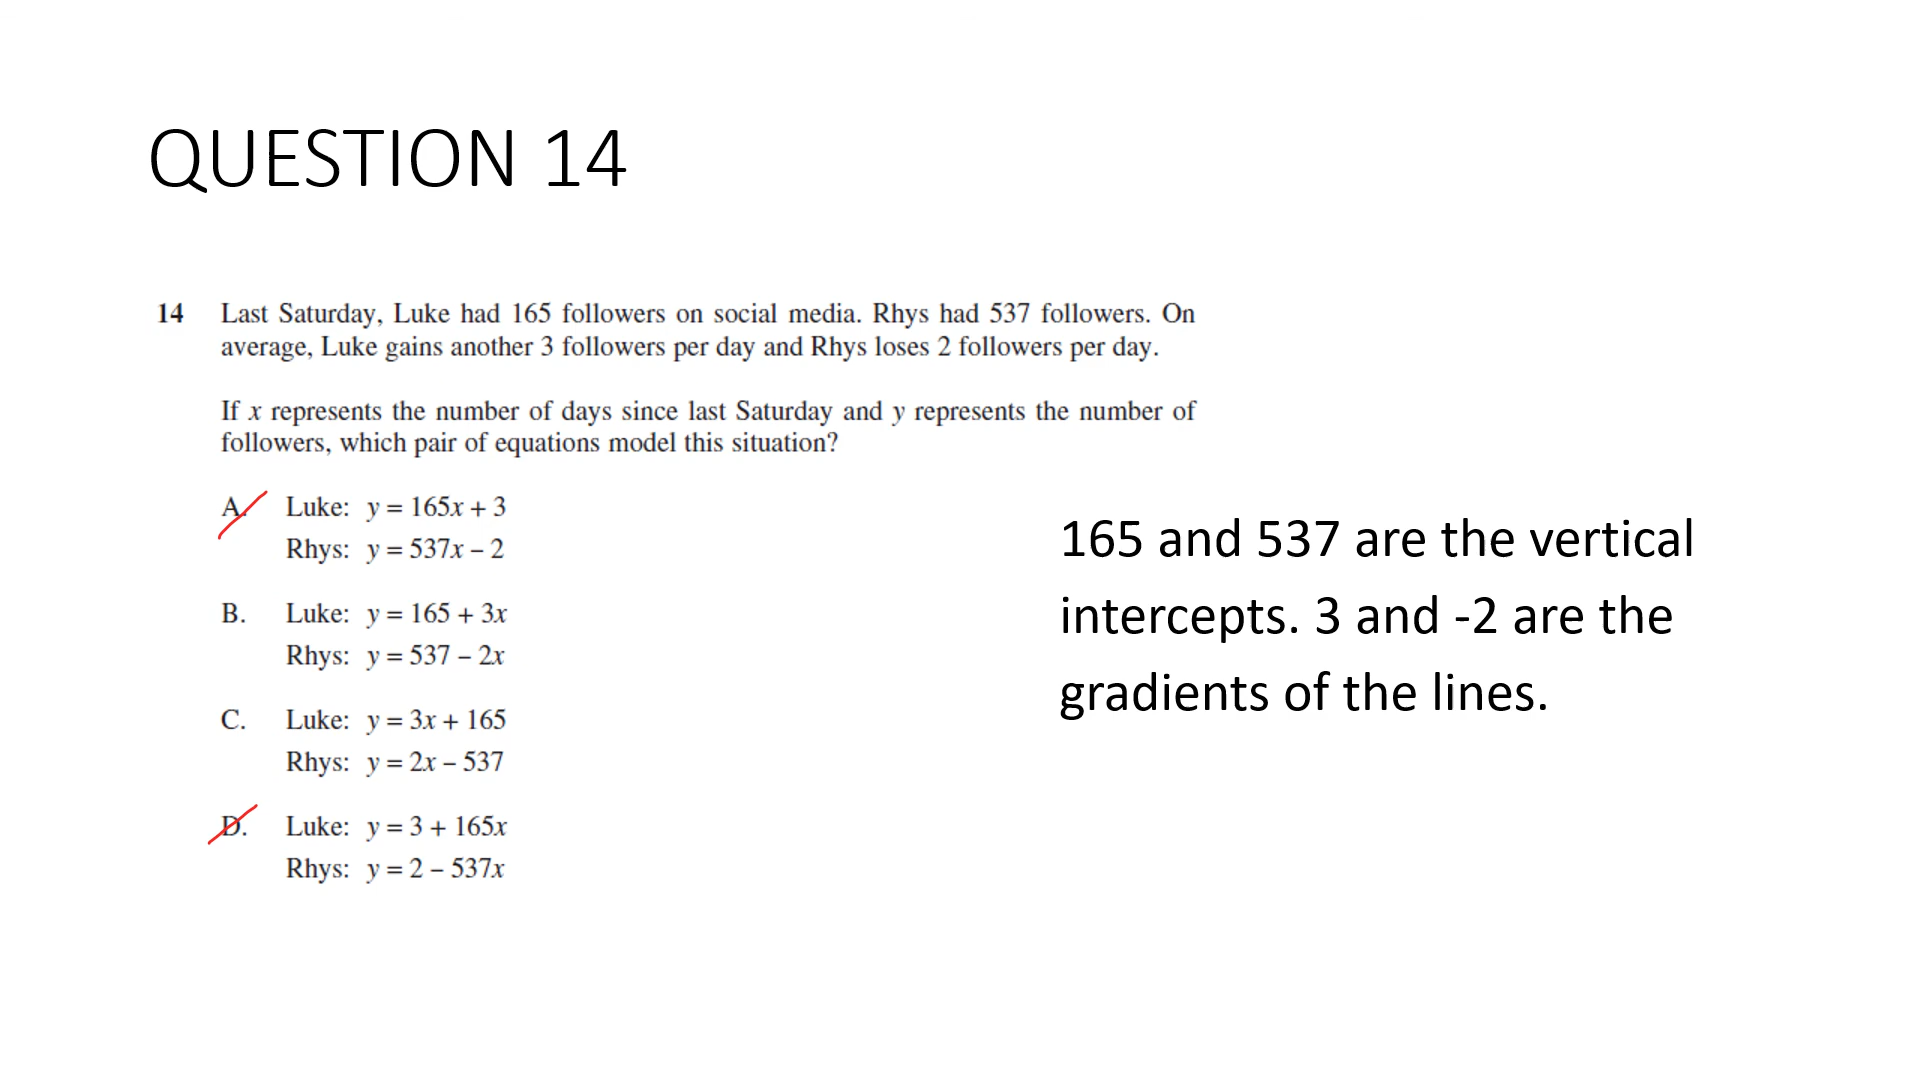 QUESTION 14
14 Last Saturday, Luke had 165 followers on social media. Rhys had 537 followers. On
average, Luke gains another 3 followers per day and Rhys loses 2 followers per day.
If x represents the number of days since last Saturday and y represents the number of
followers, which pair of equations model this situation?
A. Luke: y = 165x + 3
Rhys: y = 537x – 2
B. Luke: y = 165 + 3x
Rhys: y = 537 – 2x
C. Luke: y = 3x + 165
Rhys: y = 2x – 537
D. Luke: y = 3 + 165x
Rhys: y = 2 – 537x
165 and 537 are the vertical
intercepts. 3 and -2 are the
gradients of the lines.